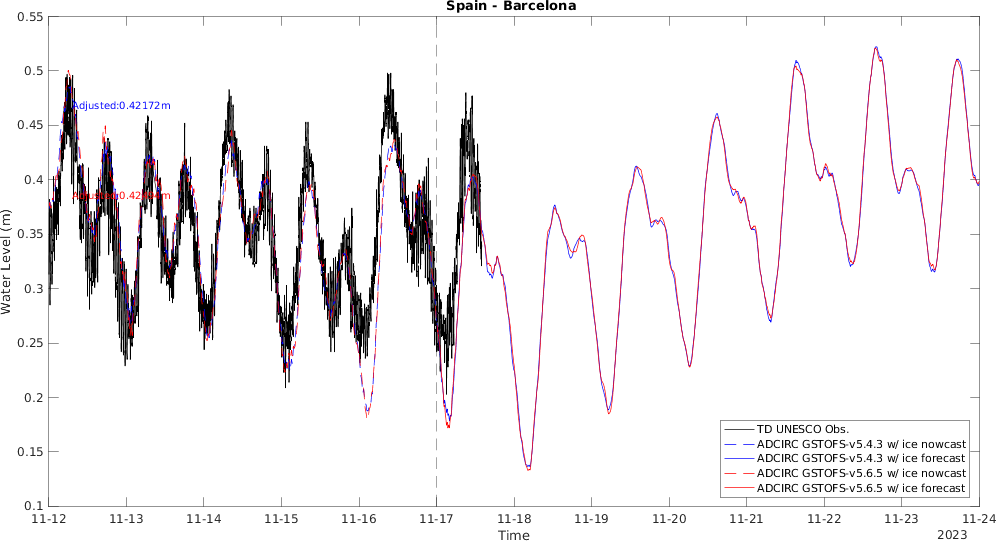 Spain - Barcelona
0.55
0.5
0.45
0.4
0.35
0.3
0.25
0.2
0.15
0.1
Water Level (m)
Adjusted:0.42172m
TD UNESCO Obs.
ADCIRC GSTOFS-v5.4.3 w/ ice nowcast
ADCIRC GSTOFS-v5.4.3 w/ ice forecast
ADCIRC GSTOFS-v5.6.5 w/ ice nowcast
ADCIRC GSTOFS-v5.6.5 w/ ice forecast
11-12 11-13 11-14 11-15 11-16 11-17 11-18 11-19 11-20 11-21 11-22 11-23 11-24
Time
2023